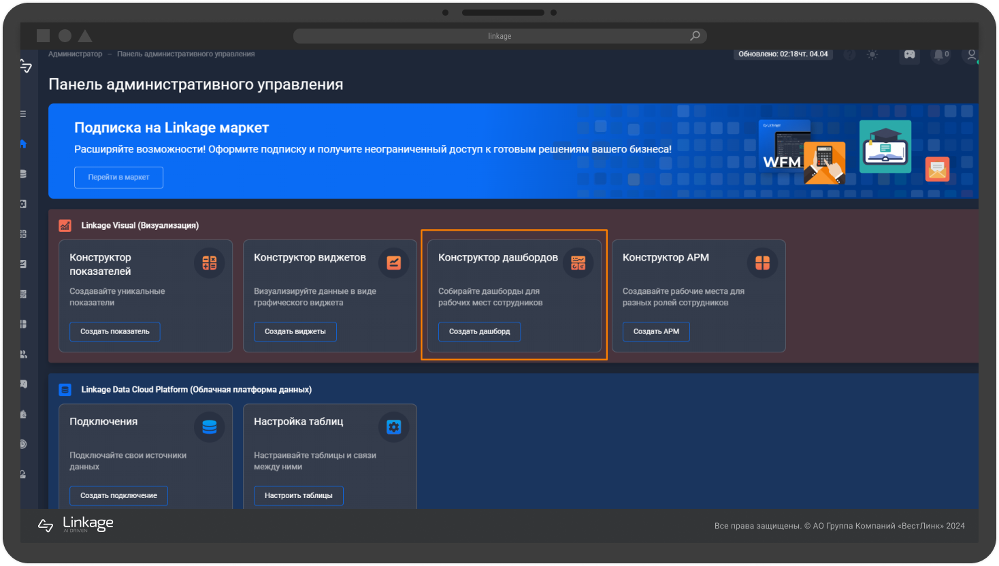 linkage
Администратор – Панель административного управления
Обновлено: 02:18чт. 04.04
0
Панель административного управления
Подписка на Linkage маркет
Расширяйте возможности! Оформите подписку и получите неограниченный доступ к готовым решениям вашего бизнеса!
Перейти в маркет
Linkage
WFM
Linkage Visual (Визуализация)
Конструктор
показателей
Создавайте уникальные
показатели
Создать показатель
Конструктор виджетов
Визуализируйте данные в виде
графического виджета
Создать виджеты
Конструктор дашбордов
Собирайте дашборды для
рабочих мест сотрудников
Создать дашборд
Конструктор АРМ
Создавайте рабочие места для
разных ролей сотрудников
Создать АРМ
Linkage Data Cloud Platform (Облачная платформа данных)
Подключения
Подключайте свои источники
данных
Создать подключение
Настройка таблиц
Настраивайте таблицы и связи
между ними
Настроить таблицы
Linkage
AI DRIVEN
Все права защищены. © АО Группа Компаний «ВестЛинк» 2024